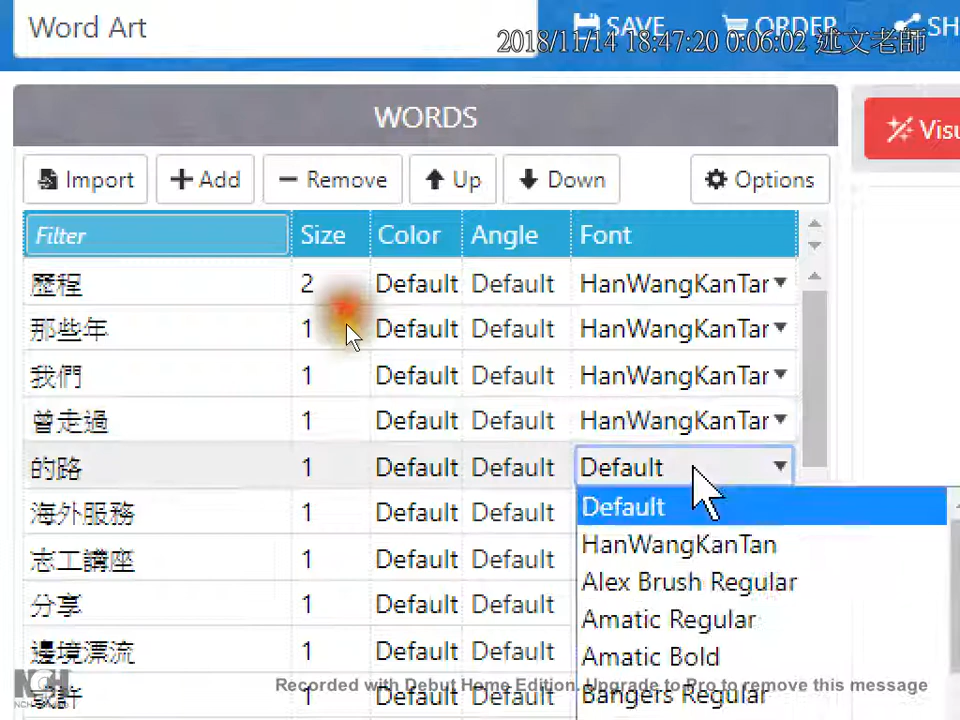 Word Art
SAVE
ORDER
SH
2018/11/14 18:47:20 0:06:02 述文老師
WORDS
Visu
Import
Add
Remove
Up
Down
Options
Filter Size Color Angle Font
歷程 2 Default Default HanWangKanTar
那些年 1 Default Default HanWangKanTar
我們 1 Default Default HanWangKanTar
曾走過 1 Default Default HanWangKanTar
的路 1 Default Default Default
海外服務 1 Default Default
志工講座 1 Default Default
分享 1 Default Default
邊境漂流 1 Default Default
1 Default Default
Default
HanWangKanTan
Alex Brush Regular
Amatic Regular
Amatic Bold
Bangers Regular
NCH
Recorded with Debut Home Edition. Upgrade to Pro to remove this message